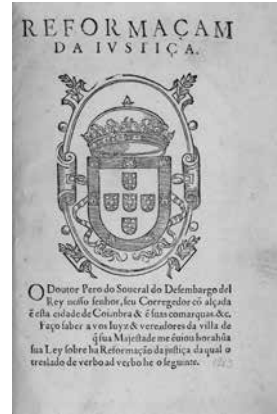 REFORMAÇAM
DA IVSTIÇA.
O Doutor Pero do Soueral do Desembargo del
Rey nosso senhor, seu Corregedor cõ alçada
ẽ esta cidade de Coimbra & ẽ suas comarquas.&c.
Faço saber a vos Iuyz & vereadores da villa de
q̃ sua Majestade me ẽuiou hora hũa
sua Ley sobre ha Reformação da justiça da qual o
treslado de verbo ad verbo he o seguinte.